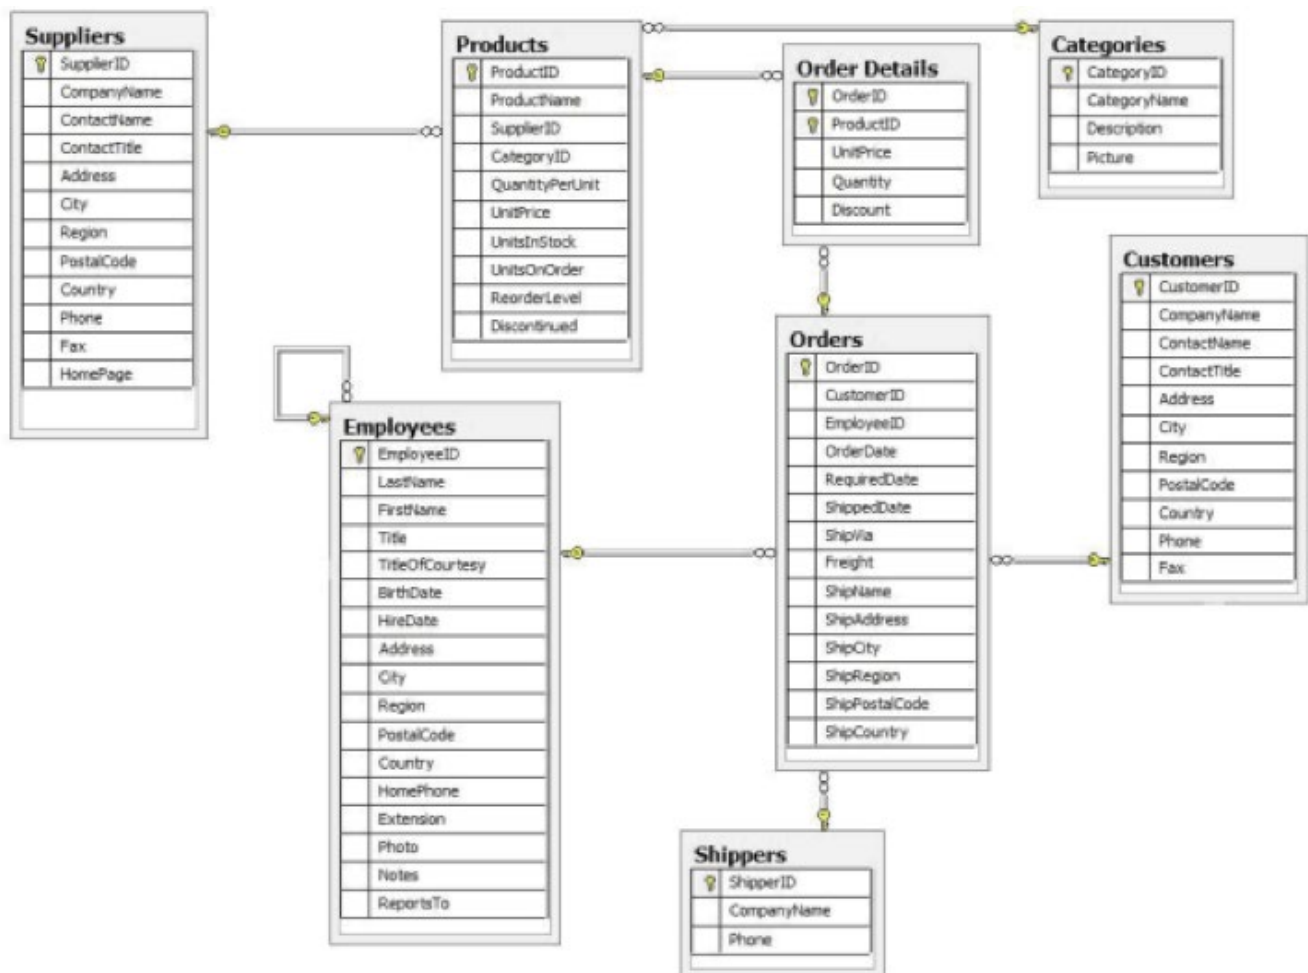 Suppliers
SupplierID
CompanyName
ContactName
ContactTitle
Address
City
Region
PostalCode
Country
Phone
Fax
HomePage
Products
ProductID
ProductName
SupplierID
CategoryID
QuantityPerUnit
UnitPrice
UnitsInStock
UnitsOnOrder
ReorderLevel
Discontinued
Order Details
OrderID
ProductID
UnitPrice
Quantity
Discount
Categories
CategoryID
CategoryName
Description
Picture
Employees
EmployeeID
LastName
FirstName
Title
TitleOfCourtesy
BirthDate
HireDate
Address
City
Region
PostalCode
Country
HomePhone
Extension
Photo
Notes
ReportsTo
Orders
OrderID
CustomerID
EmployeeID
OrderDate
RequiredDate
ShippedDate
ShipVia
Freight
ShipName
ShipAddress
ShipCity
ShipRegion
ShipPostalCode
ShipCountry
Customers
CustomerID
CompanyName
ContactName
ContactTitle
Address
City
Region
PostalCode
Country
Phone
Fax
Shippers
ShipperID
CompanyName
Phone